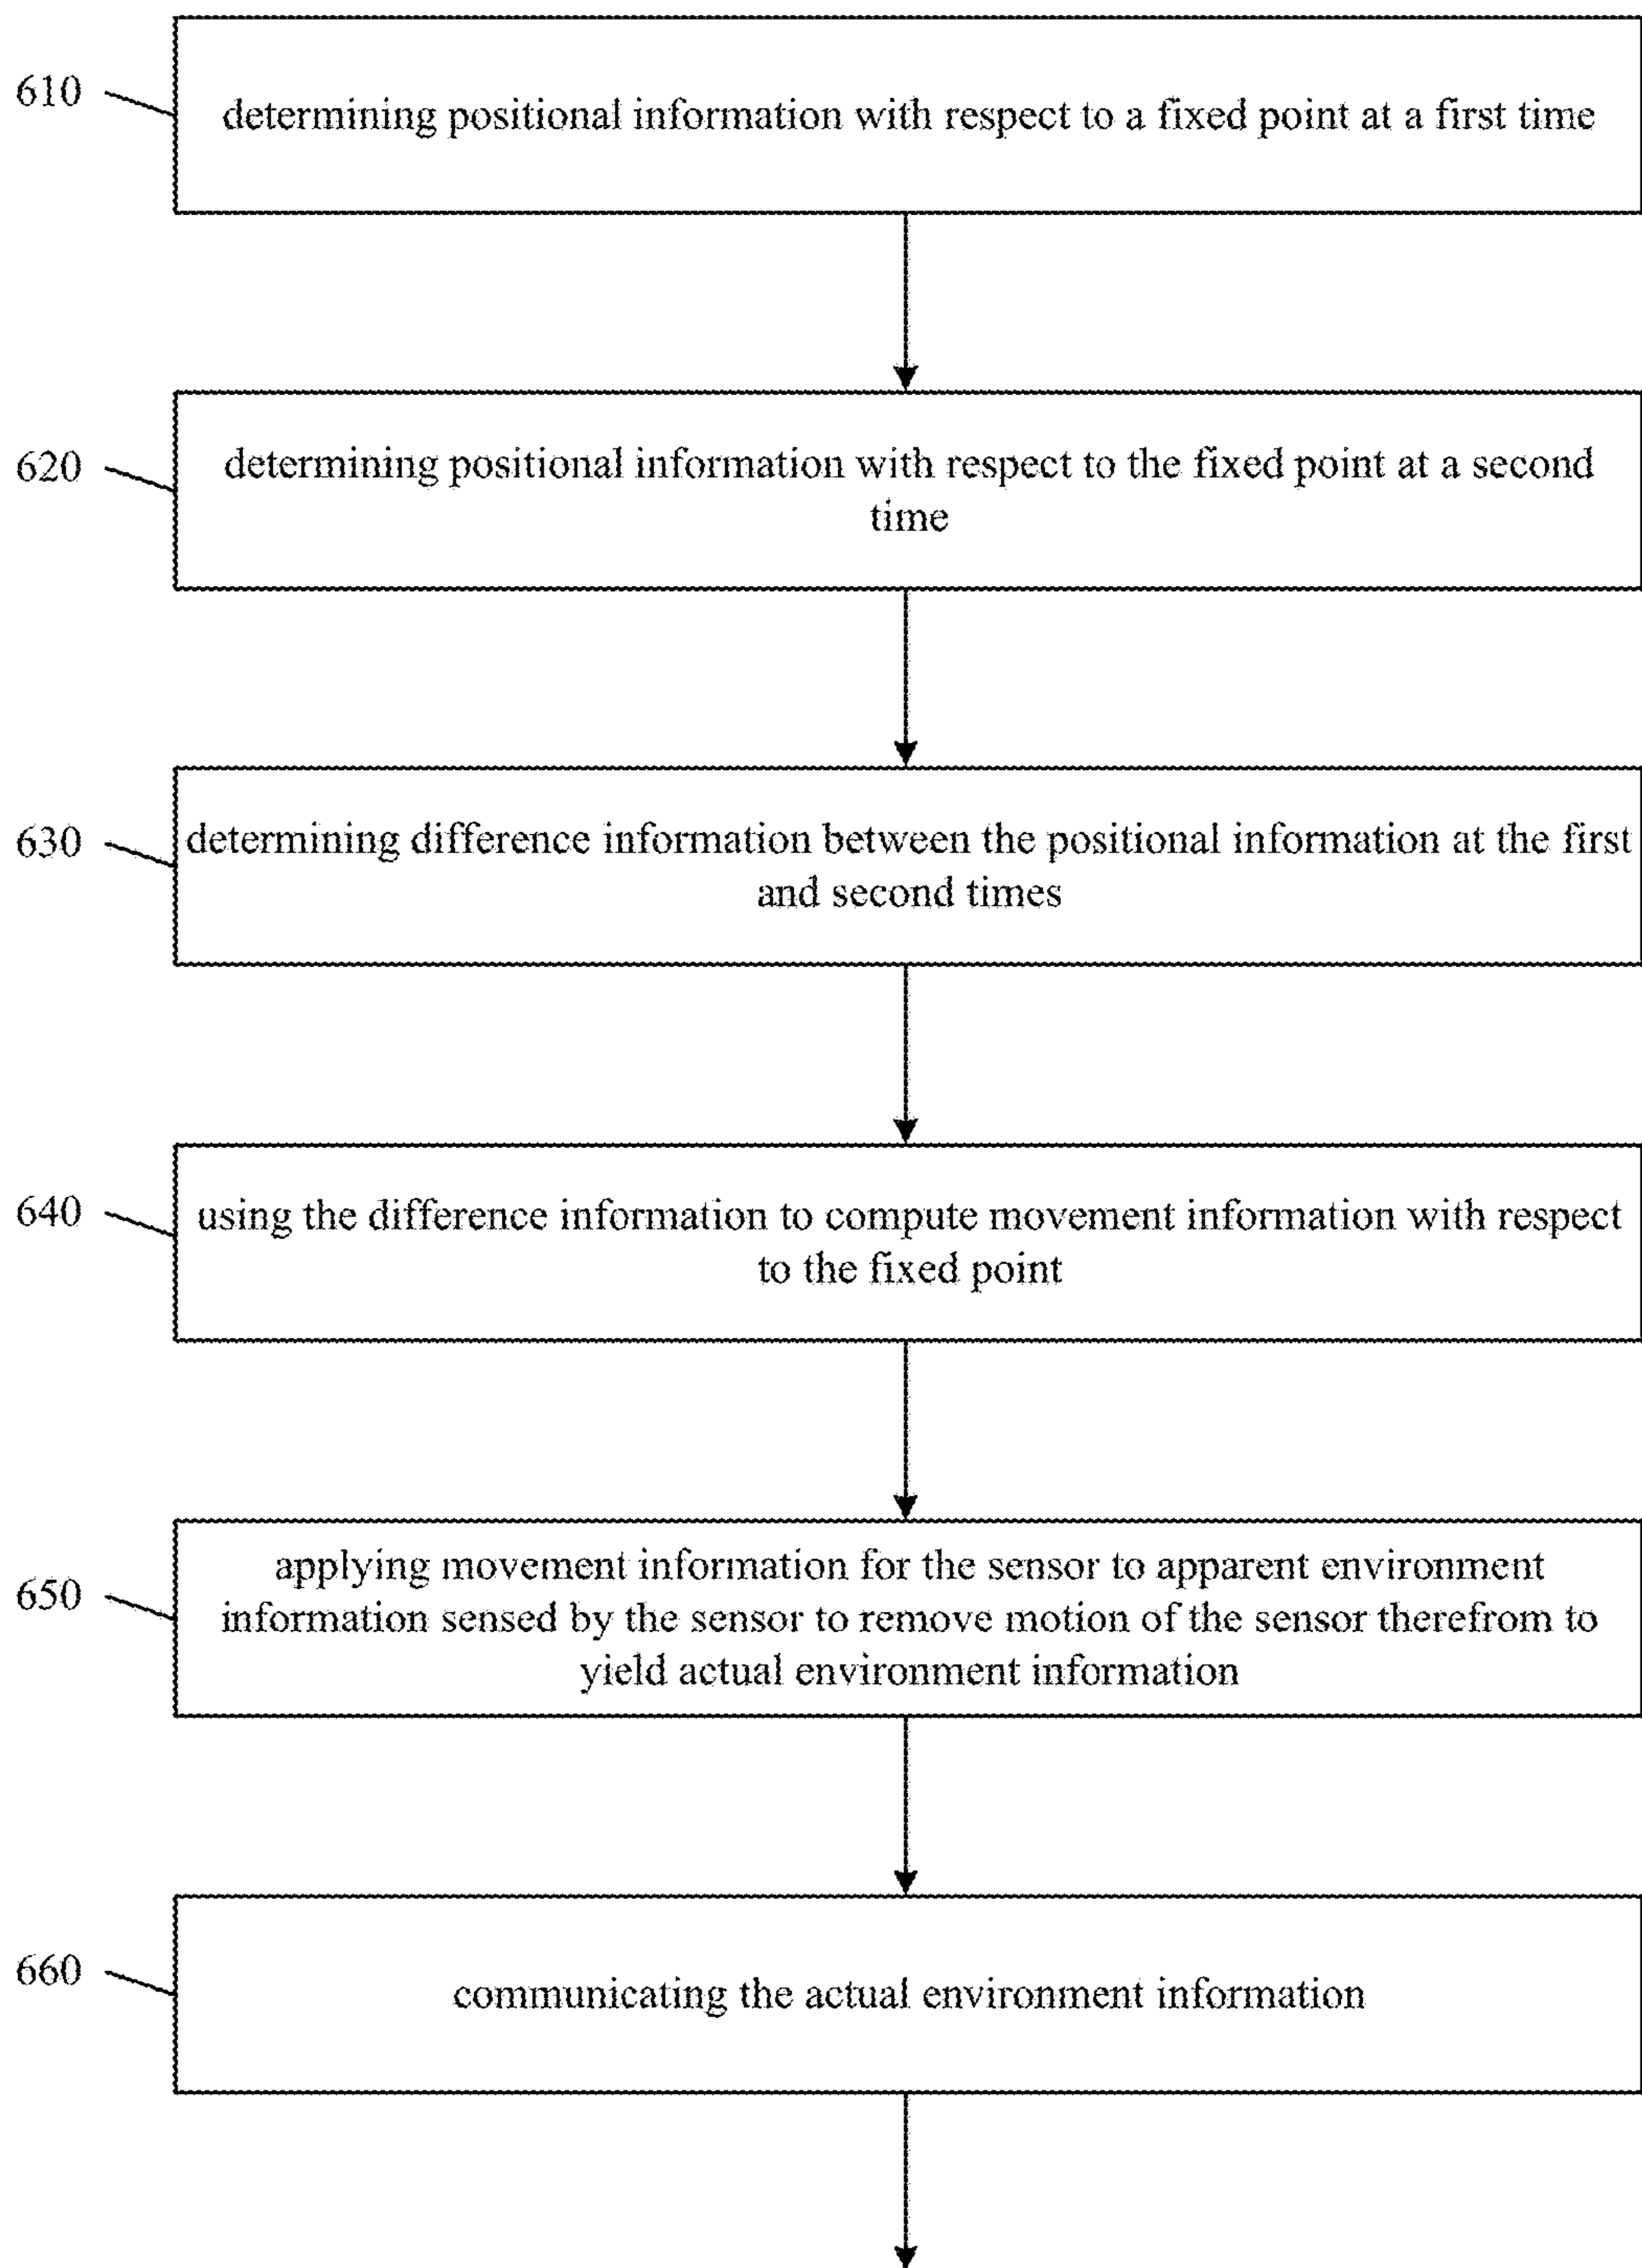 610
determining positional information with respect to a fixed point at a first time
620
determining positional information with respect to the fixed point at a second
time
630
determining difference information between the positional information at the first
and second times
640
using the difference information to compute movement information with respect
to the fixed point
650
applying movement information for the sensor to apparent environment
information sensed by the sensor to remove motion of the sensor therefrom to
yield actual environment information
660
communicating the actual environment information